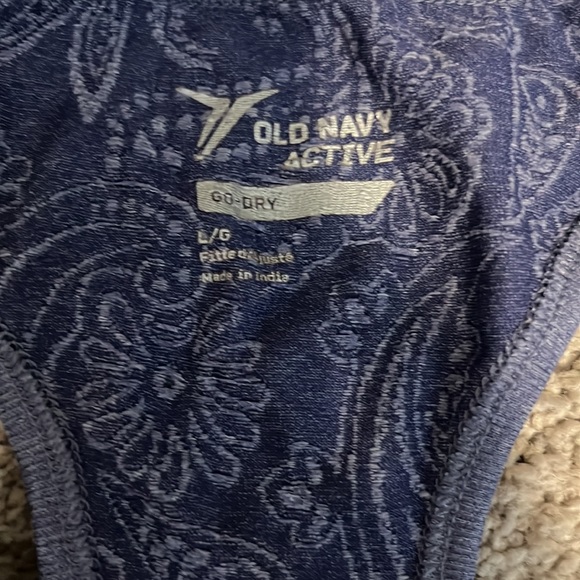 OLD NAVY
ACTIVE
GO-DRY
L/G
Fitted/Ajusté
Made in India